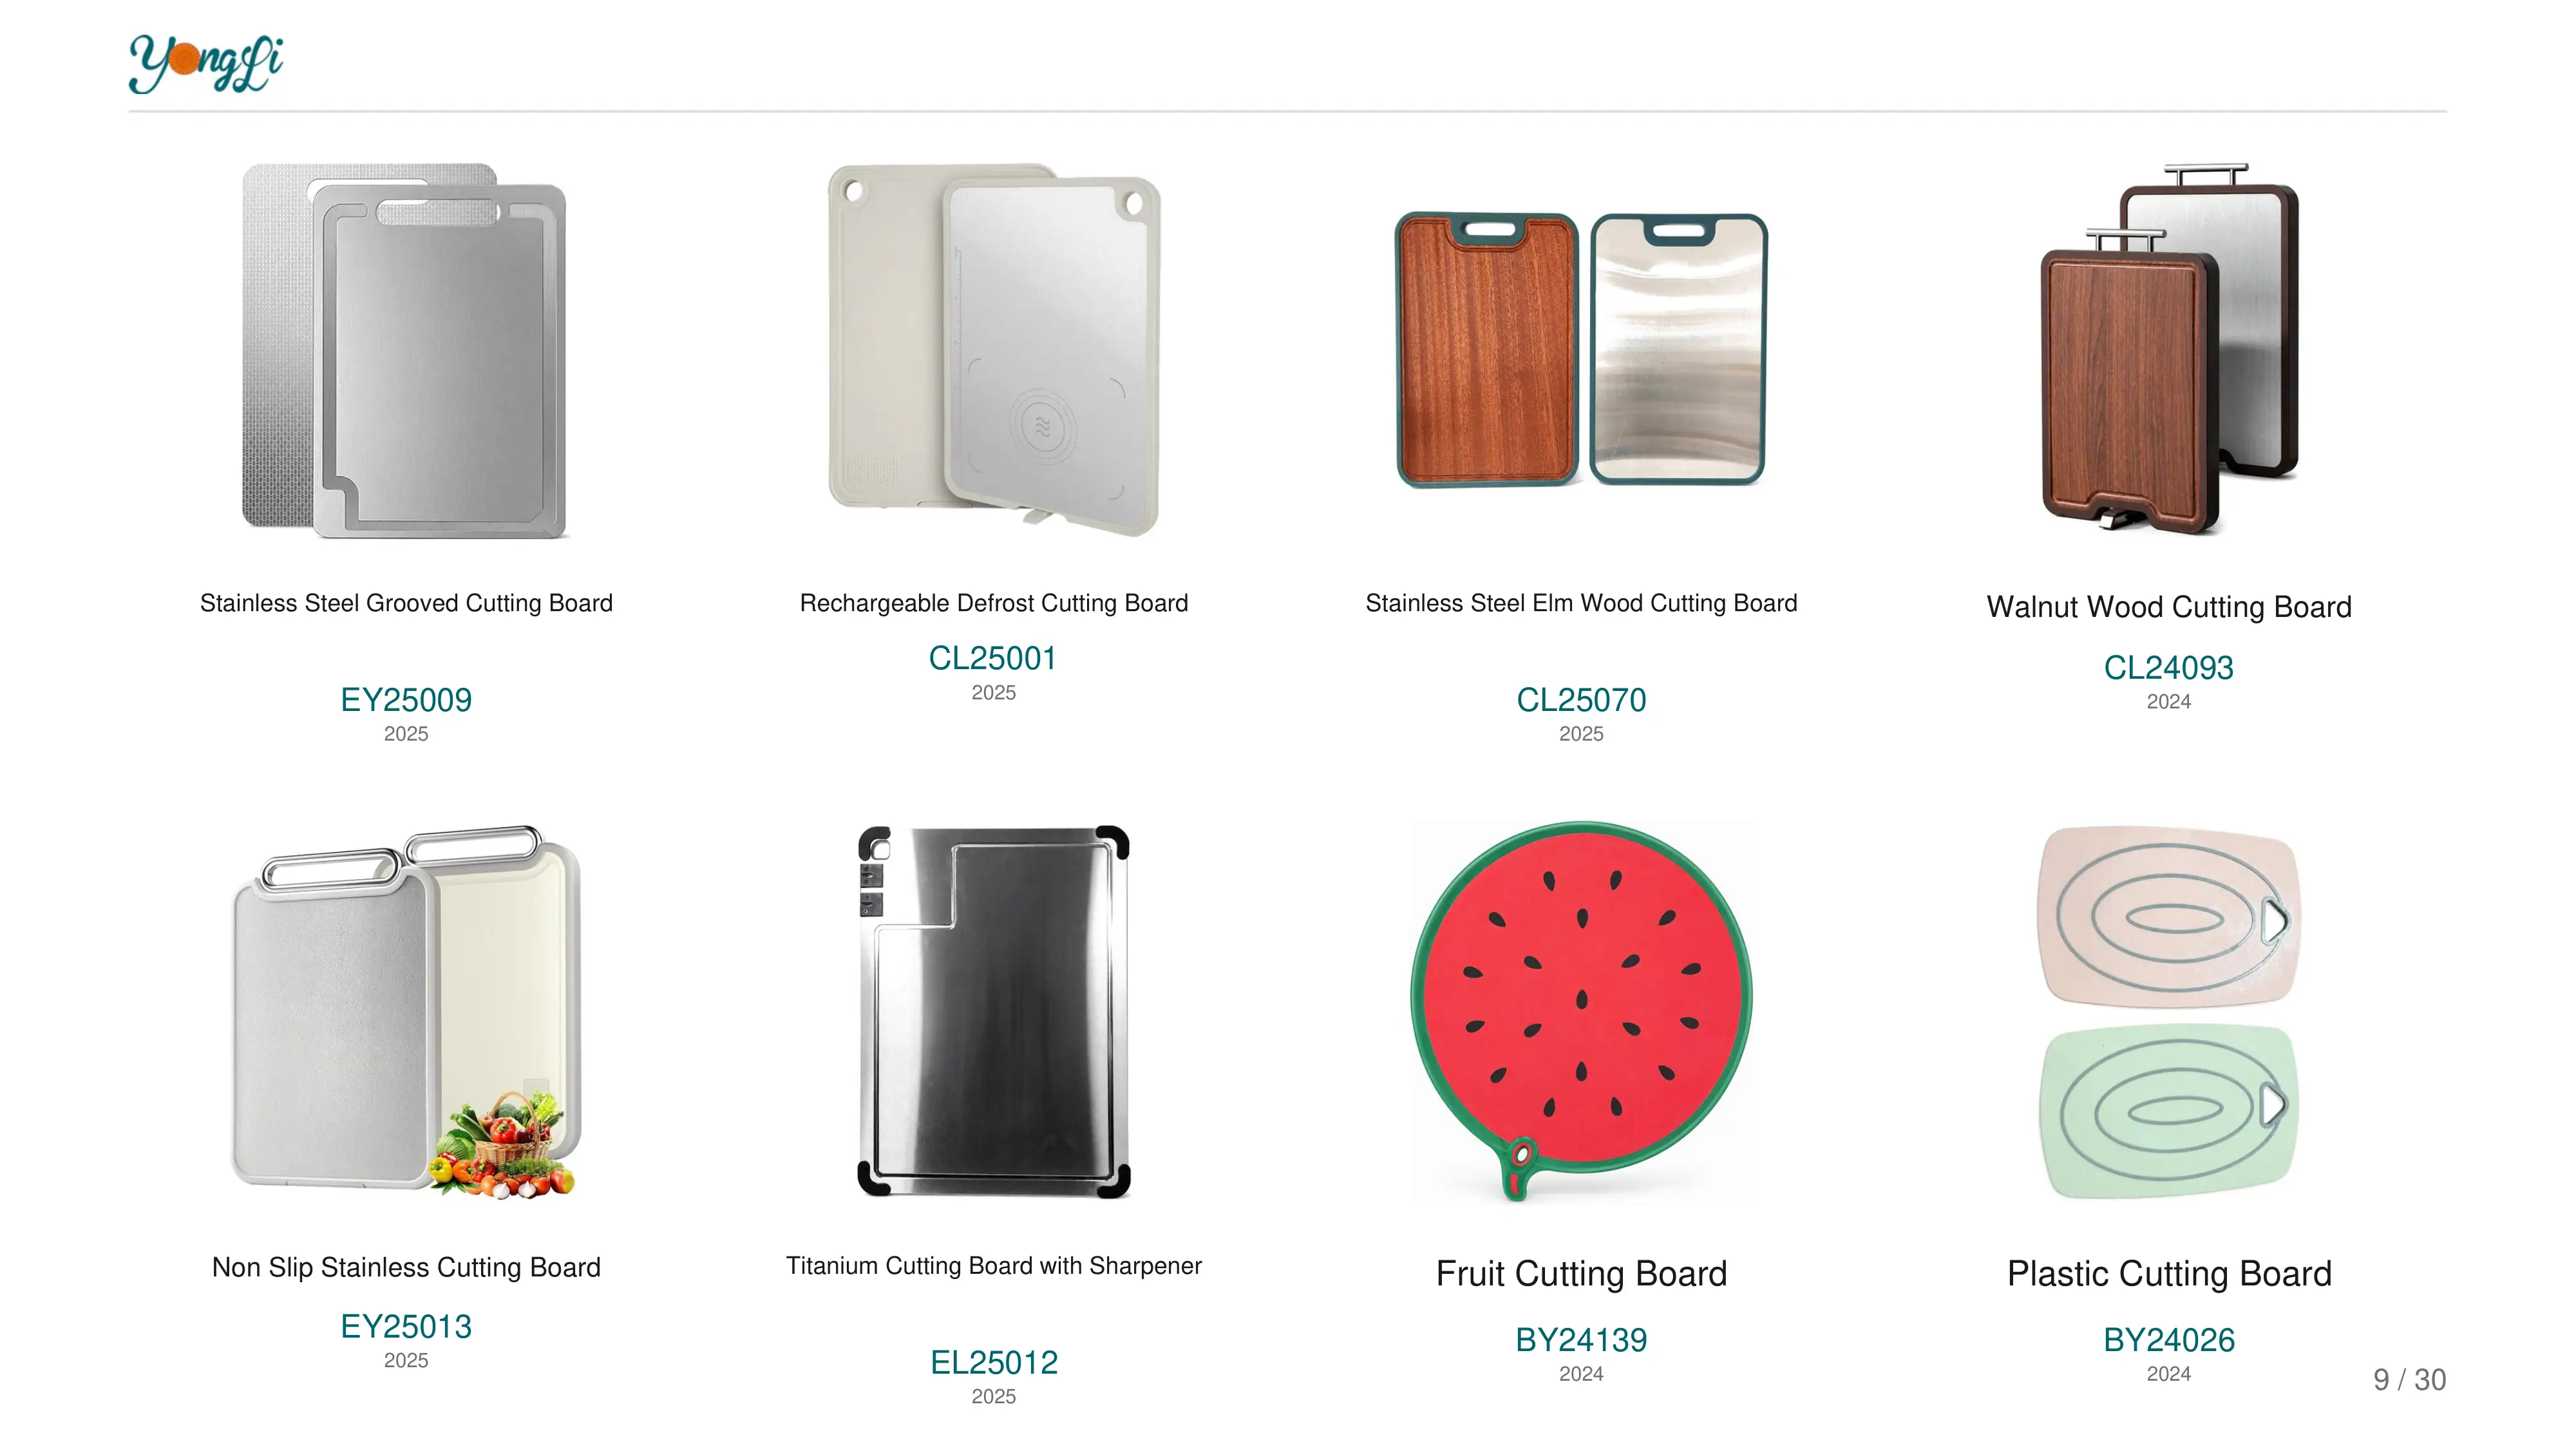 YongLi
Stainless Steel Grooved Cutting Board
EY25009
2025
Rechargeable Defrost Cutting Board
CL25001
2025
Stainless Steel Elm Wood Cutting Board
CL25070
2025
Walnut Wood Cutting Board
CL24093
2024
Non Slip Stainless Cutting Board
EY25013
2025
Titanium Cutting Board with Sharpener
EL25012
2025
Fruit Cutting Board
BY24139
2024
Plastic Cutting Board
BY24026
2024
9 / 30